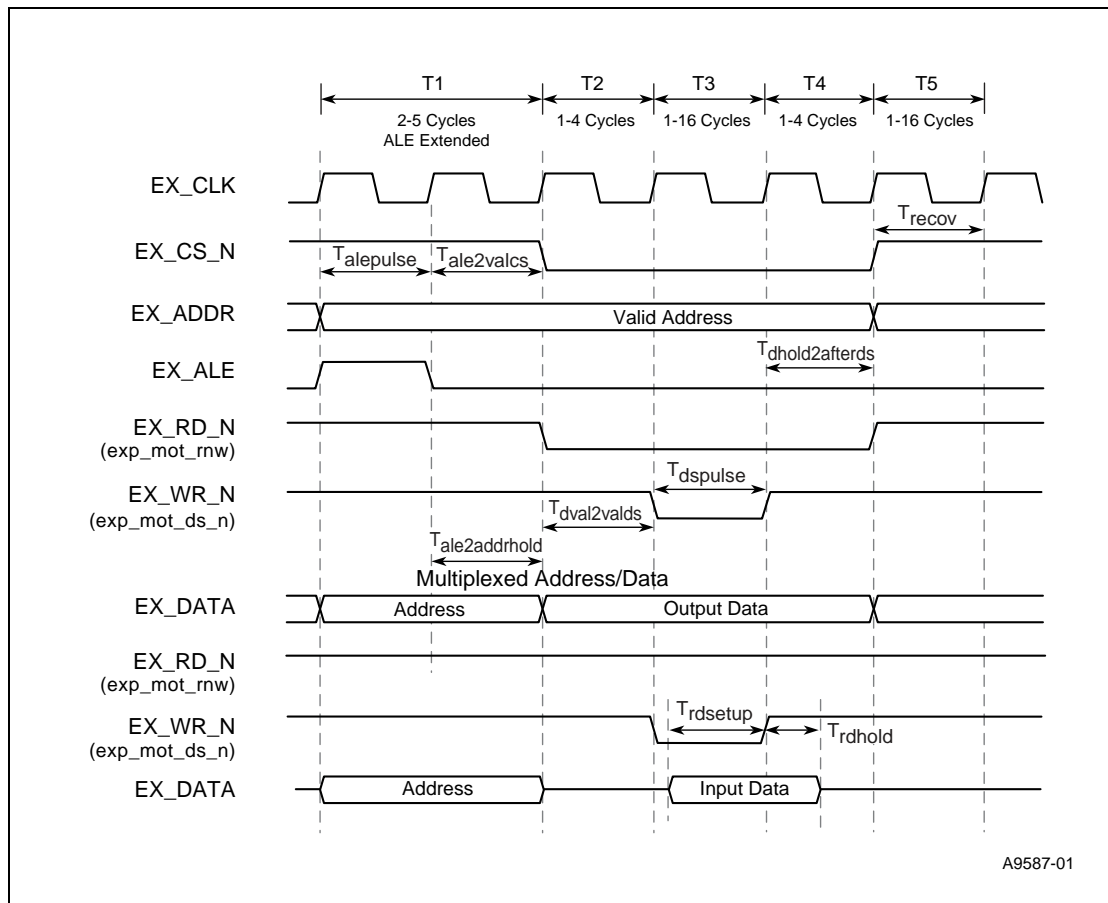 T1 T2 T3 T4 T5
2-5 Cycles 1-4 Cycles 1-16 Cycles 1-4 Cycles 1-16 Cycles
ALE Extended
EX_CLK
Trecov
EX_CS_N
Talepulse Tale2valcs
EX_ADDR
Valid Address
Tdhold2afterds
EX_ALE
EX_RD_N
(exp_mot_rnw)
Tdspulse
EX_WR_N
(exp_mot_ds_n)
Tdval2valds
Tale2addrhold
Multiplexed Address/Data
EX_DATA
Address Output Data
EX_RD_N
(exp_mot_rnw)
Trdsetup
EX_WR_N
Trdhold
(exp_mot_ds_n)
EX_DATA
Address Input Data
A9587-01